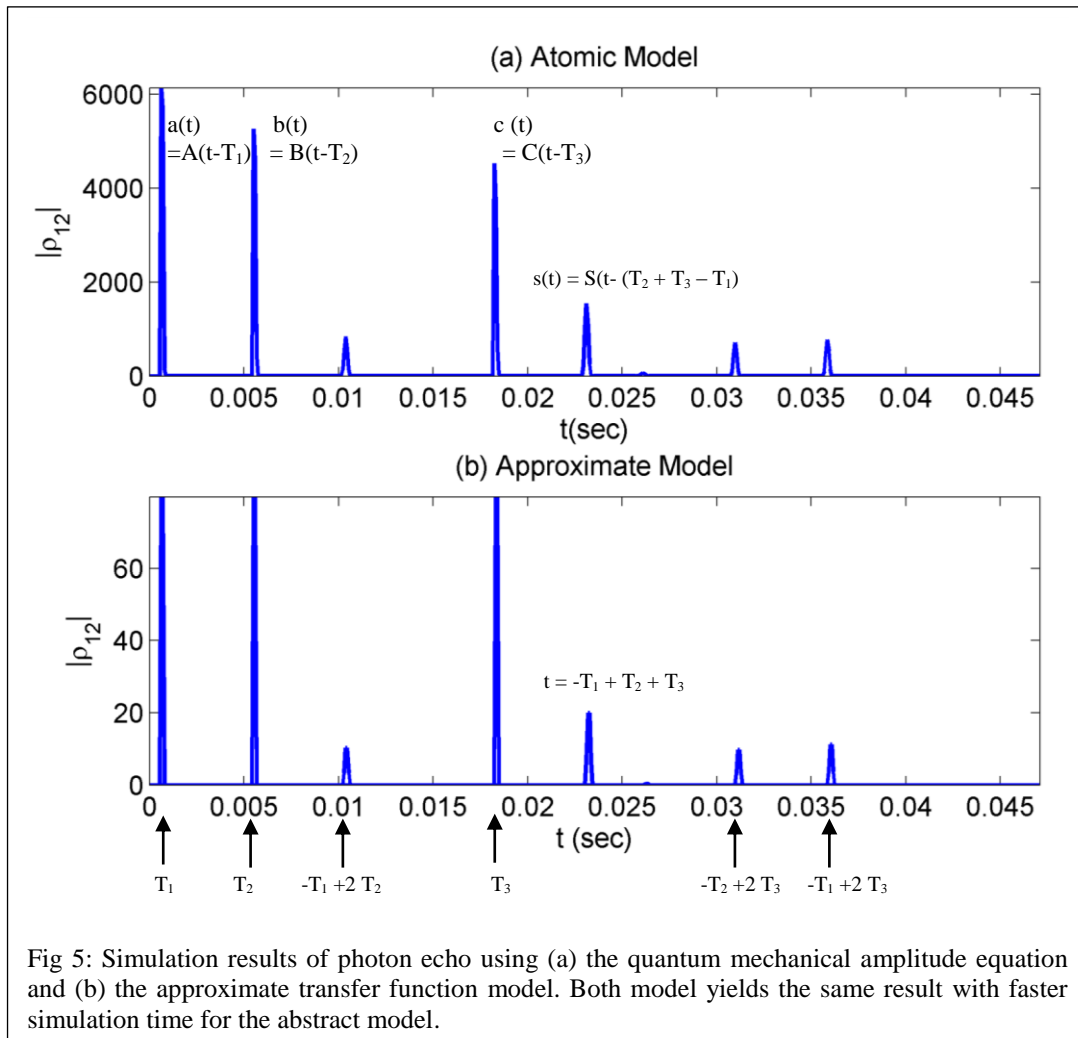 (a) Atomic Model
6000
4000
2000
0
|ρ₁₂|
a(t)
=A(t-T₁)
b(t)
= B(t-T₂)
c (t)
= C(t-T₃)
s(t) = S(t- (T₂ + T₃ – T₁)
0 0.005 0.01 0.015 0.02 0.025 0.03 0.035 0.04 0.045
t(sec)
(b) Approximate Model
60
40
20
0
|ρ₁₂|
t = -T₁ + T₂ + T₃
0 0.005 0.01 0.015 0.02 0.025 0.03 0.035 0.04 0.045
t (sec)
T₁ T₂ -T₁ +2 T₂ T₃ -T₂ +2 T₃ -T₁ +2 T₃
Fig 5: Simulation results of photon echo using (a) the quantum mechanical amplitude equation
and (b) the approximate transfer function model. Both model yields the same result with faster
simulation time for the abstract model.